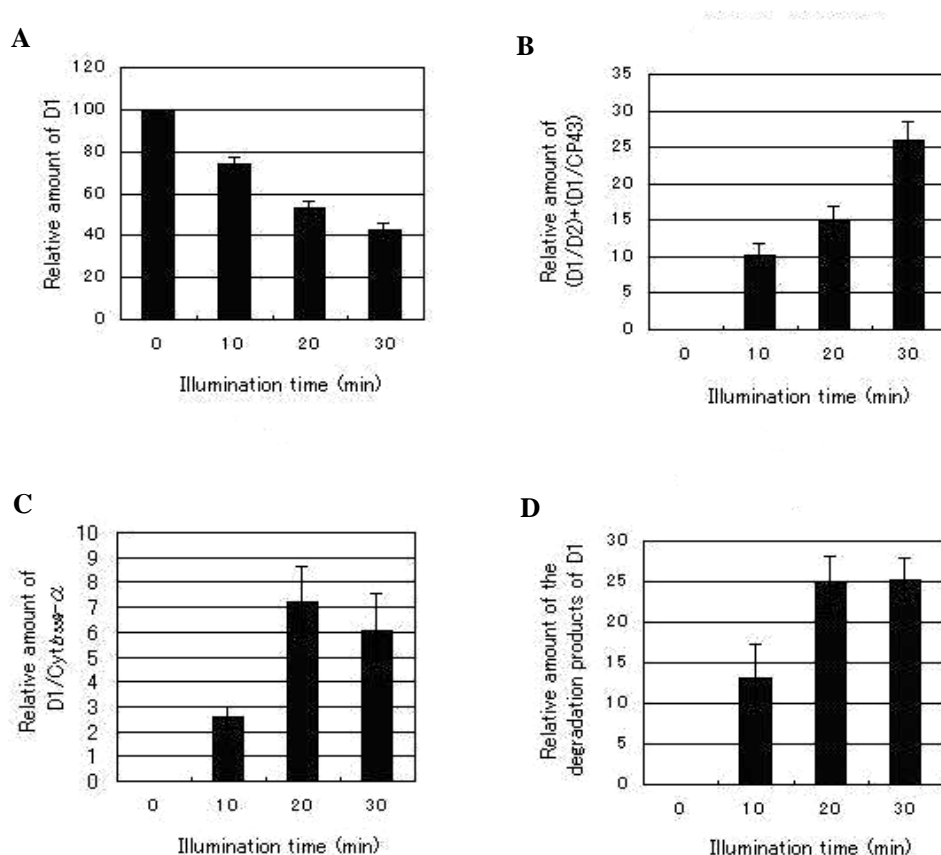 A
Relative amount of D1
120
100
80
60
40
20
0
0 10 20 30
Illumination time (min)
B
Relative amount of
(D1/D2)+(D1/CP43)
35
30
25
20
15
10
5
0
0 10 20 30
Illumination time (min)
C
Relative amount of
D1/Cyt b559-α
10
9
8
7
6
5
4
3
2
1
0
0 10 20 30
Illumination time (min)
D
Relative amount of the
degradation products of D1
30
25
20
15
10
5
0
0 10 20 30
Illumination time (min)